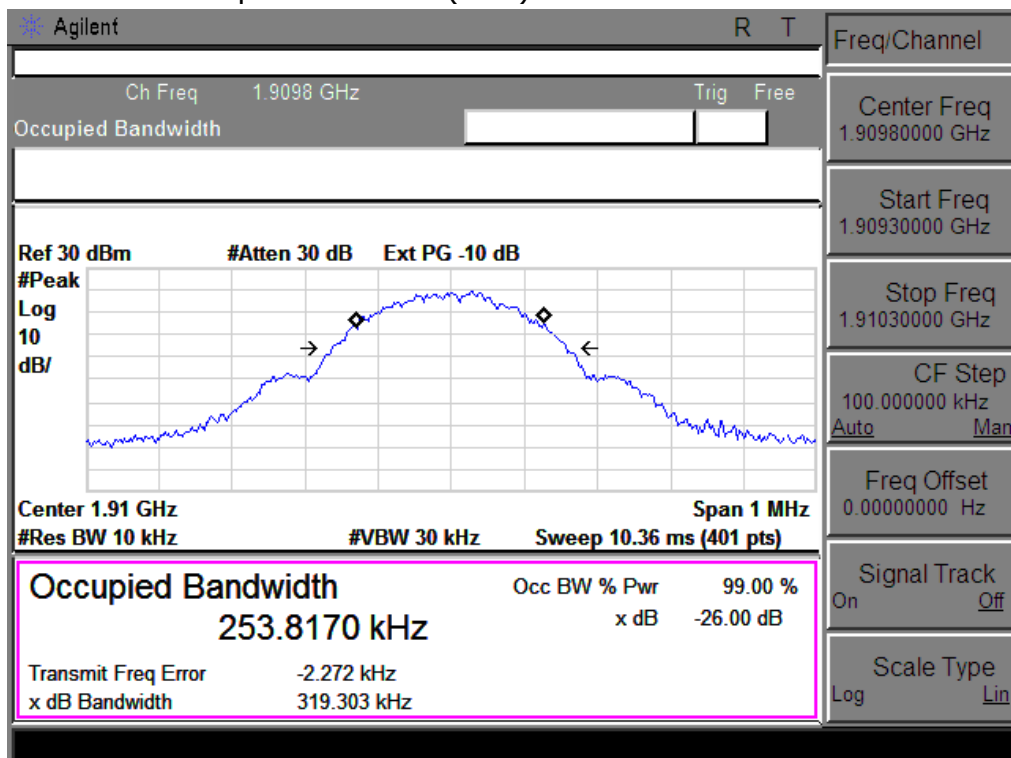 Agilent R T
Ch Freq 1.9098 GHz Trig Free
Occupied Bandwidth
Ref 30 dBm #Atten 30 dB Ext PG -10 dB
#Peak
Log
10
dB/
Center 1.91 GHz Span 1 MHz
#Res BW 10 kHz #VBW 30 kHz Sweep 10.36 ms (401 pts)
Occupied Bandwidth Occ BW % Pwr 99.00 %
253.8170 kHz x dB -26.00 dB
Transmit Freq Error -2.272 kHz
x dB Bandwidth 319.303 kHz
Freq/Channel
Center Freq
1.90980000 GHz
Start Freq
1.90930000 GHz
Stop Freq
1.91030000 GHz
CF Step
100.000000 kHz
Auto Man
Freq Offset
0.00000000 Hz
Signal Track
On Off
Scale Type
Log Lin